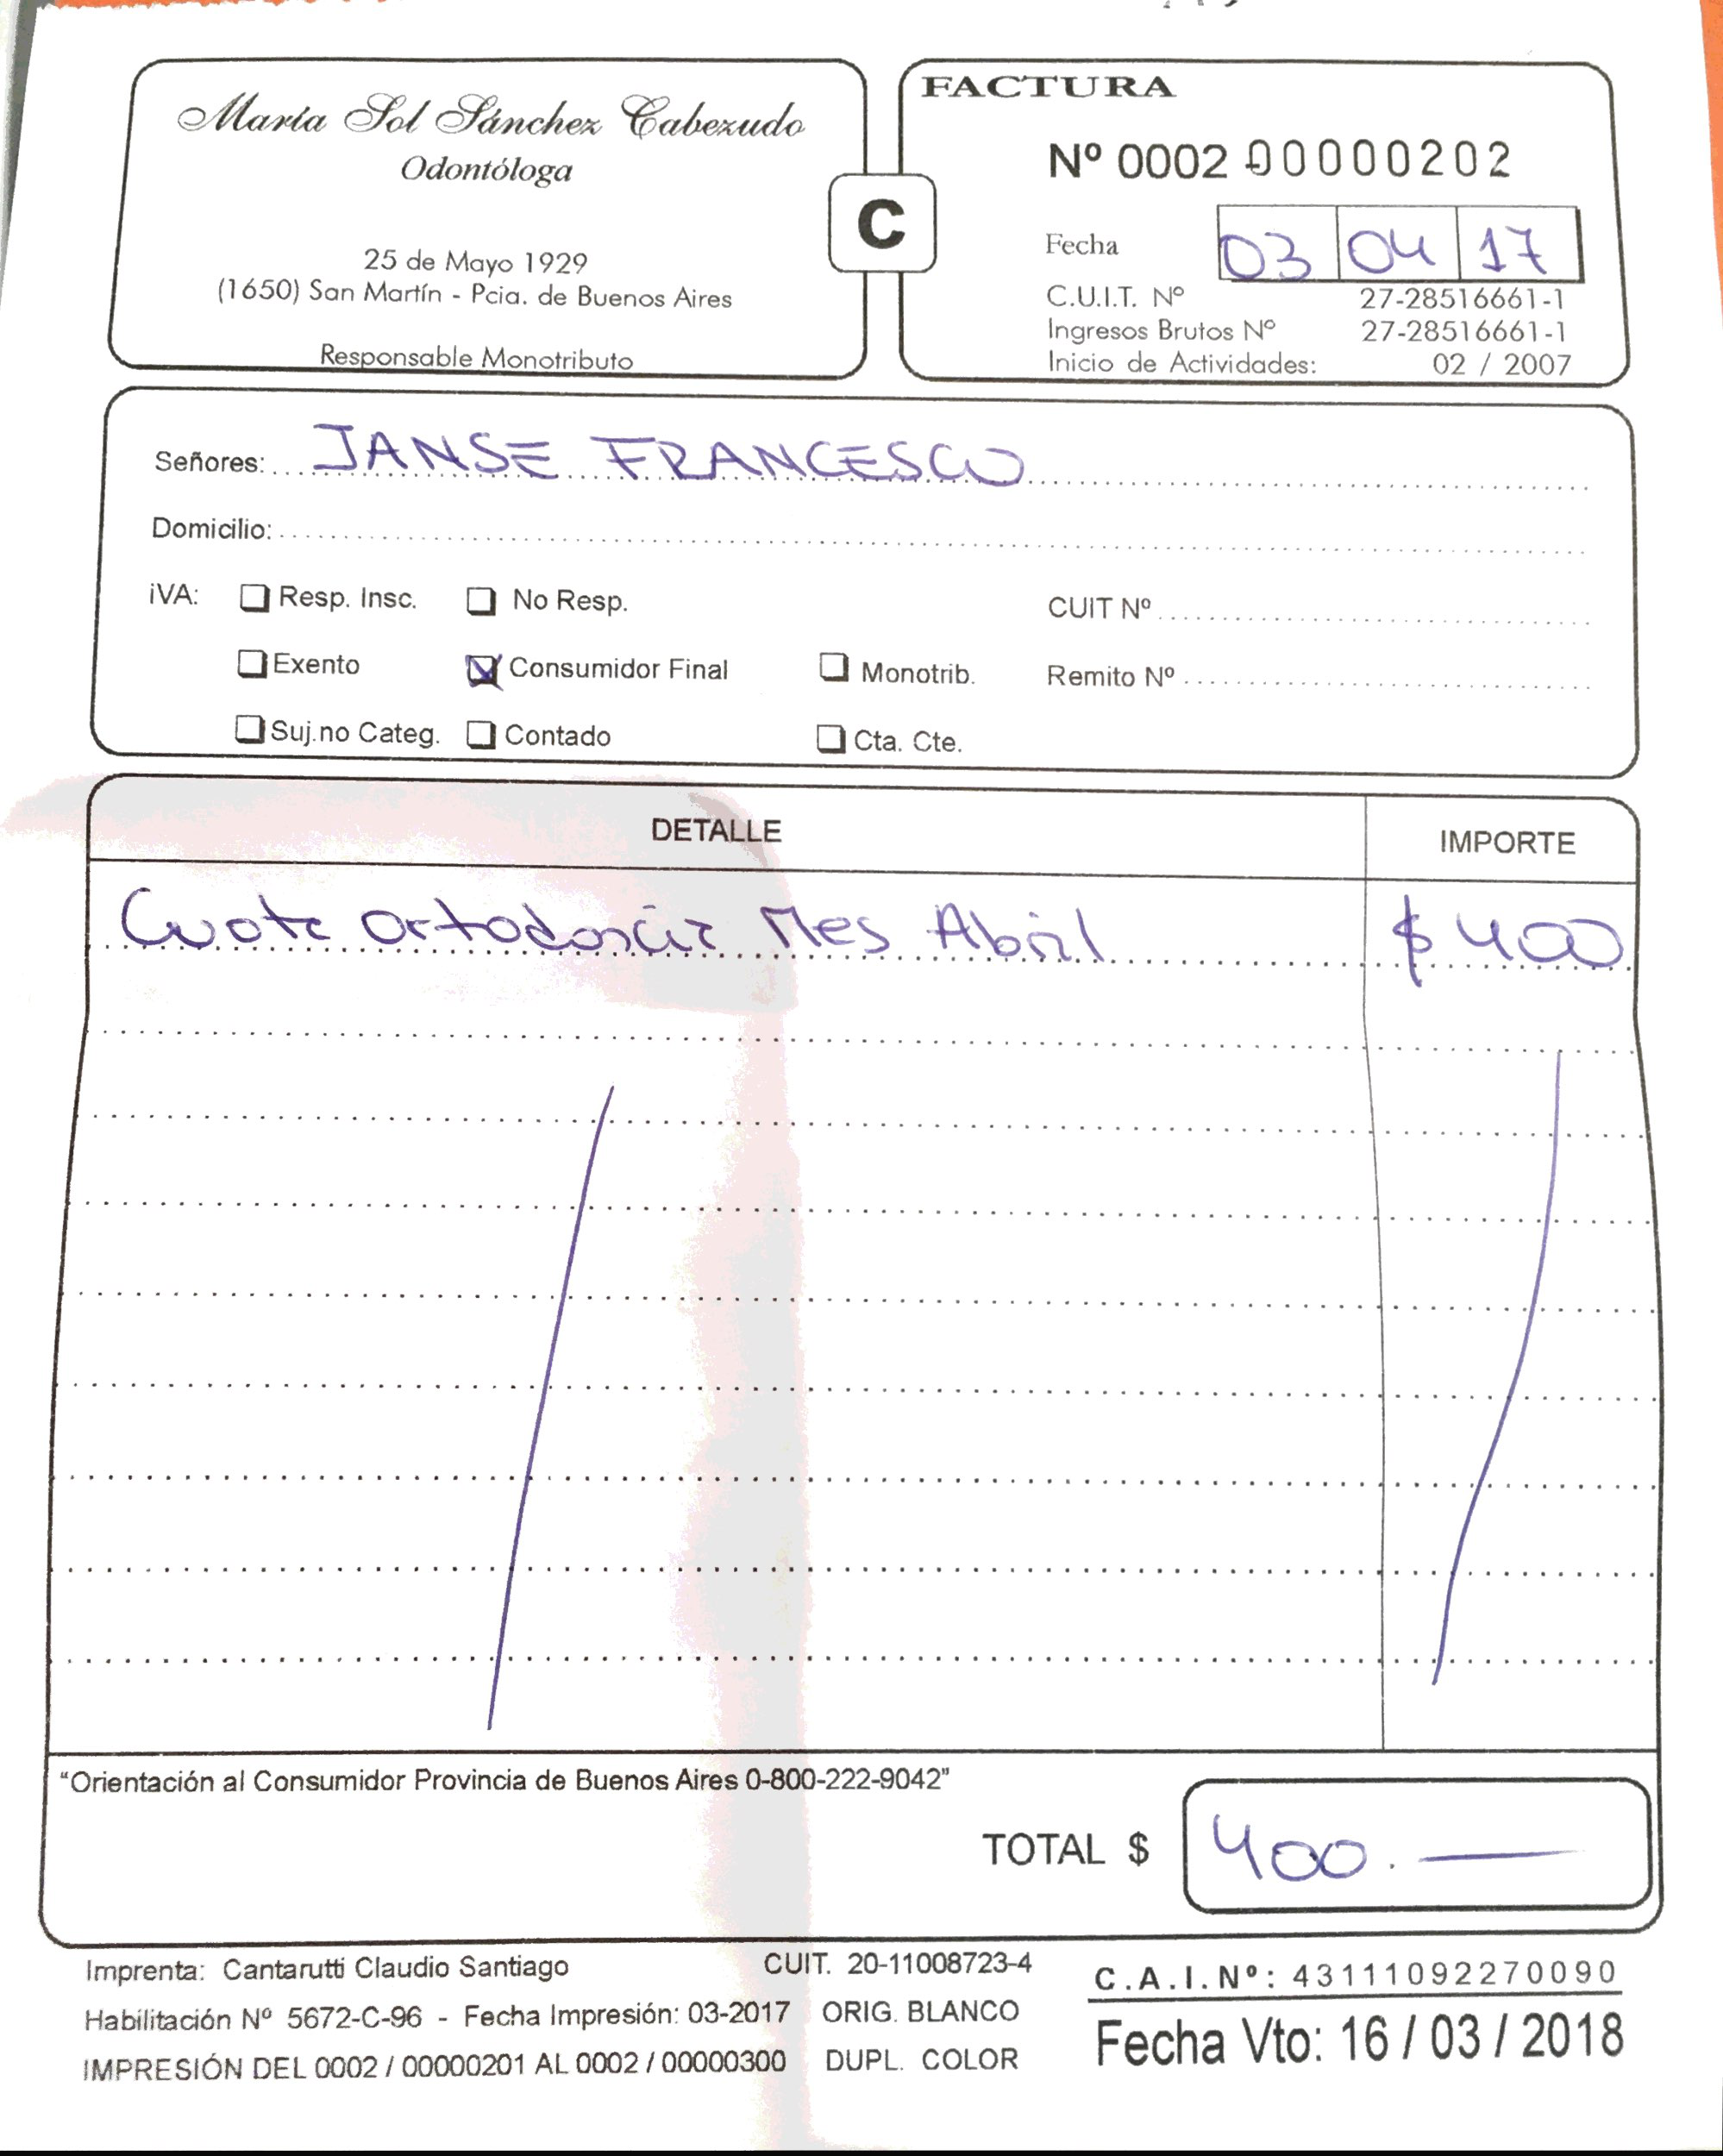 María Sol Sánchez Cabezudo
Odontóloga
25 de Mayo 1929
(1650) San Martín - Pcia. de Buenos Aires
Responsable Monotributo
C
FACTURA
Nº 0002 00000202
Fecha 03 04 17
C.U.I.T. Nº 27-28516661-1
Ingresos Brutos Nº 27-28516661-1
Inicio de Actividades: 02 / 2007
Señores: JANSE FRANCESCO
Domicilio:
iVA: Resp. Insc. No Resp. CUIT Nº
Exento Consumidor Final Monotrib. Remito Nº
Suj.no Categ. Contado Cta. Cte.
DETALLE IMPORTE
Cuota Ortodoncia Mes Abril $400
“Orientación al Consumidor Provincia de Buenos Aires 0-800-222-9042”
TOTAL $ 400.—
Imprenta: Cantarutti Claudio Santiago CUIT. 20-11008723-4
Habilitación Nº 5672-C-96 - Fecha Impresión: 03-2017 ORIG. BLANCO
IMPRESIÓN DEL 0002 / 00000201 AL 0002 / 00000300 DUPL. COLOR
C.A.I.Nº: 43111092270090
Fecha Vto: 16 / 03 / 2018